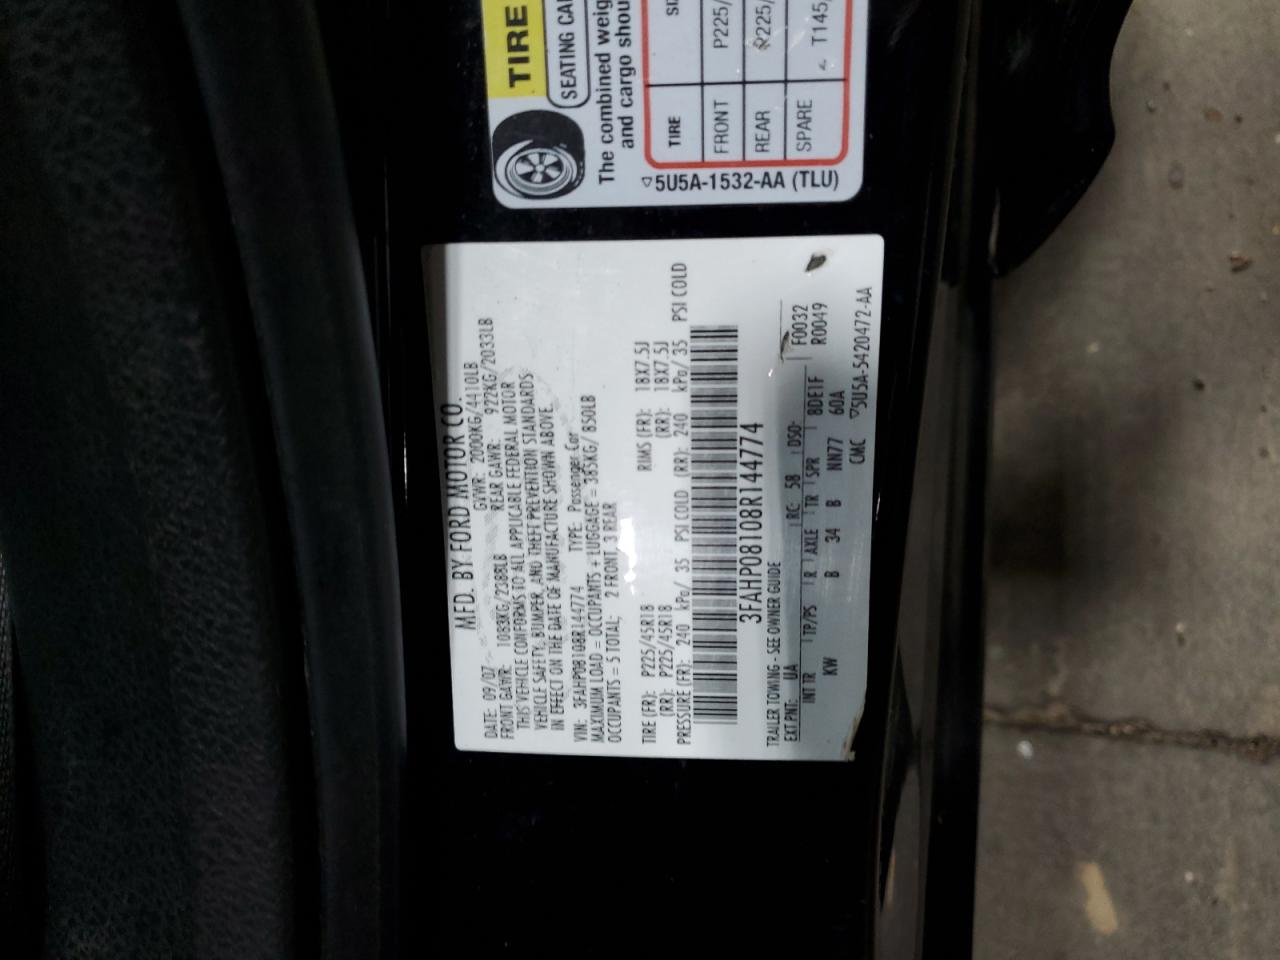 TIRE
SEATING CA
The combined weig
and cargo shou
TIRE
FRONT P225/
REAR P225/
SPARE T145/
5U5A-1532-AA (TLU)
MFD. BY FORD MOTOR CO.
DATE: 09/07 GVWR: 2000KG/4410LB
FRONT GAWR: 1083KG/2388LB REAR GAWR: 922KG/2033LB
THIS VEHICLE CONFORMS TO ALL APPLICABLE FEDERAL MOTOR
VEHICLE SAFETY, BUMPER, AND THEFT PREVENTION STANDARDS
IN EFFECT ON THE DATE OF MANUFACTURE SHOWN ABOVE.
VIN: 3FAHP08108R144774 TYPE: Passenger Car
MAXIMUM LOAD = OCCUPANTS + LUGGAGE = 385KG/ 850LB
OCCUPANTS = 5 TOTAL; 2 FRONT, 3 REAR
TIRE (FR): P225/45R18 RIMS (FR): 18X7.5J
(RR): P225/45R18 (RR): 18X7.5J
PRESSURE (FR): 240 kPa/ 35 PSI COLD (RR): 240 kPa/ 35 PSI COLD
3FAHP08108R144774
TRAILER TOWING - SEE OWNER GUIDE
EXT PNT: UA RC: 58 DSO: F0032
INT TR TP/PS R AXLE TR SPR 8DE1F R0049
KW B 34 B NN77 60A
CMC 5U5A-5420472-AA